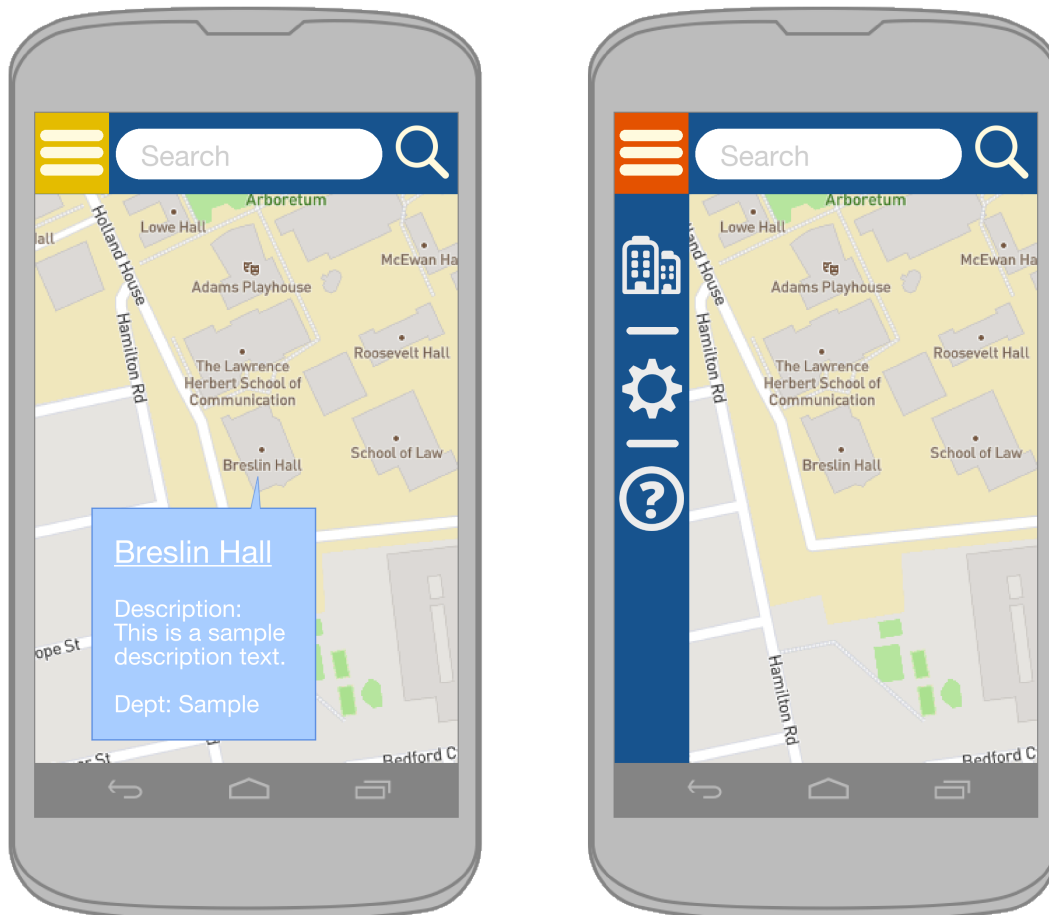 Search
Arboretum
Lowe Hall
Holland House
McEwan Ha
Adams Playhouse
Hamilton Rd
Roosevelt Hall
The Lawrence
Herbert School of
Communication
School of Law
Breslin Hall
Breslin Hall
Description:
This is a sample
description text.
Dept: Sample
ope St
Bedford C
Search
Arboretum
Lowe Hall
and House
McEwan Ha
Adams Playhouse
Hamilton Rd
Roosevelt Hall
The Lawrence
Herbert School of
Communication
School of Law
Breslin Hall
?
Hamilton Rd
Bedford C